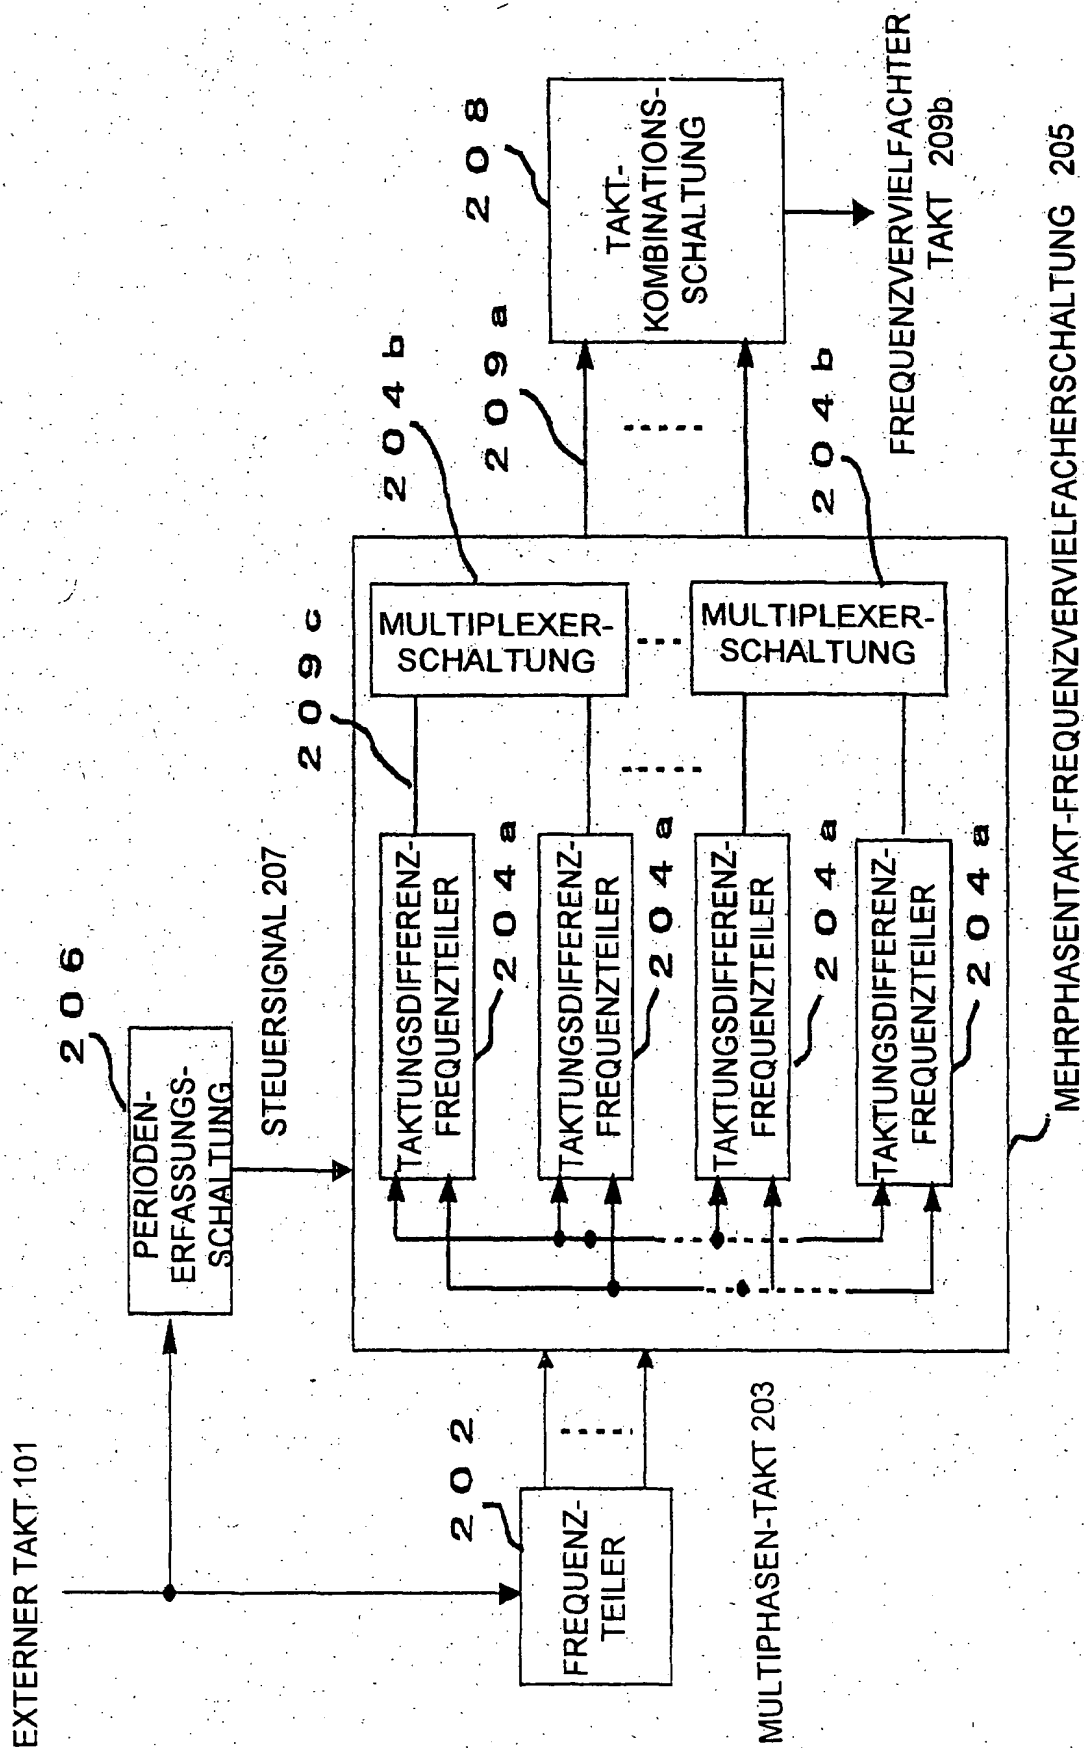 EXTERNER TAKT 101
206
PERIODEN-
ERFASSUNGS-
SCHALTUNG
STEUERSIGNAL 207
202
FREQUENZ-
TEILER
MULTIPHASEN-TAKT 203
209c
TAKTUNGSDIFFERENZ-
FREQUENZTEILER
204a
TAKTUNGSDIFFERENZ-
FREQUENZTEILER
204a
TAKTUNGSDIFFERENZ-
FREQUENZTEILER
204a
TAKTUNGSDIFFERENZ-
FREQUENZTEILER
204a
204b
MULTIPLEXER-
SCHALTUNG
MULTIPLEXER-
SCHALTUNG
204b
209a
208
TAKT-
KOMBINATIONS-
SCHALTUNG
FREQUENZVERVIELFACHTER
TAKT 209b
MEHRPHASENTAKT-FREQUENZVERVIELFACHERSCHALTUNG 205